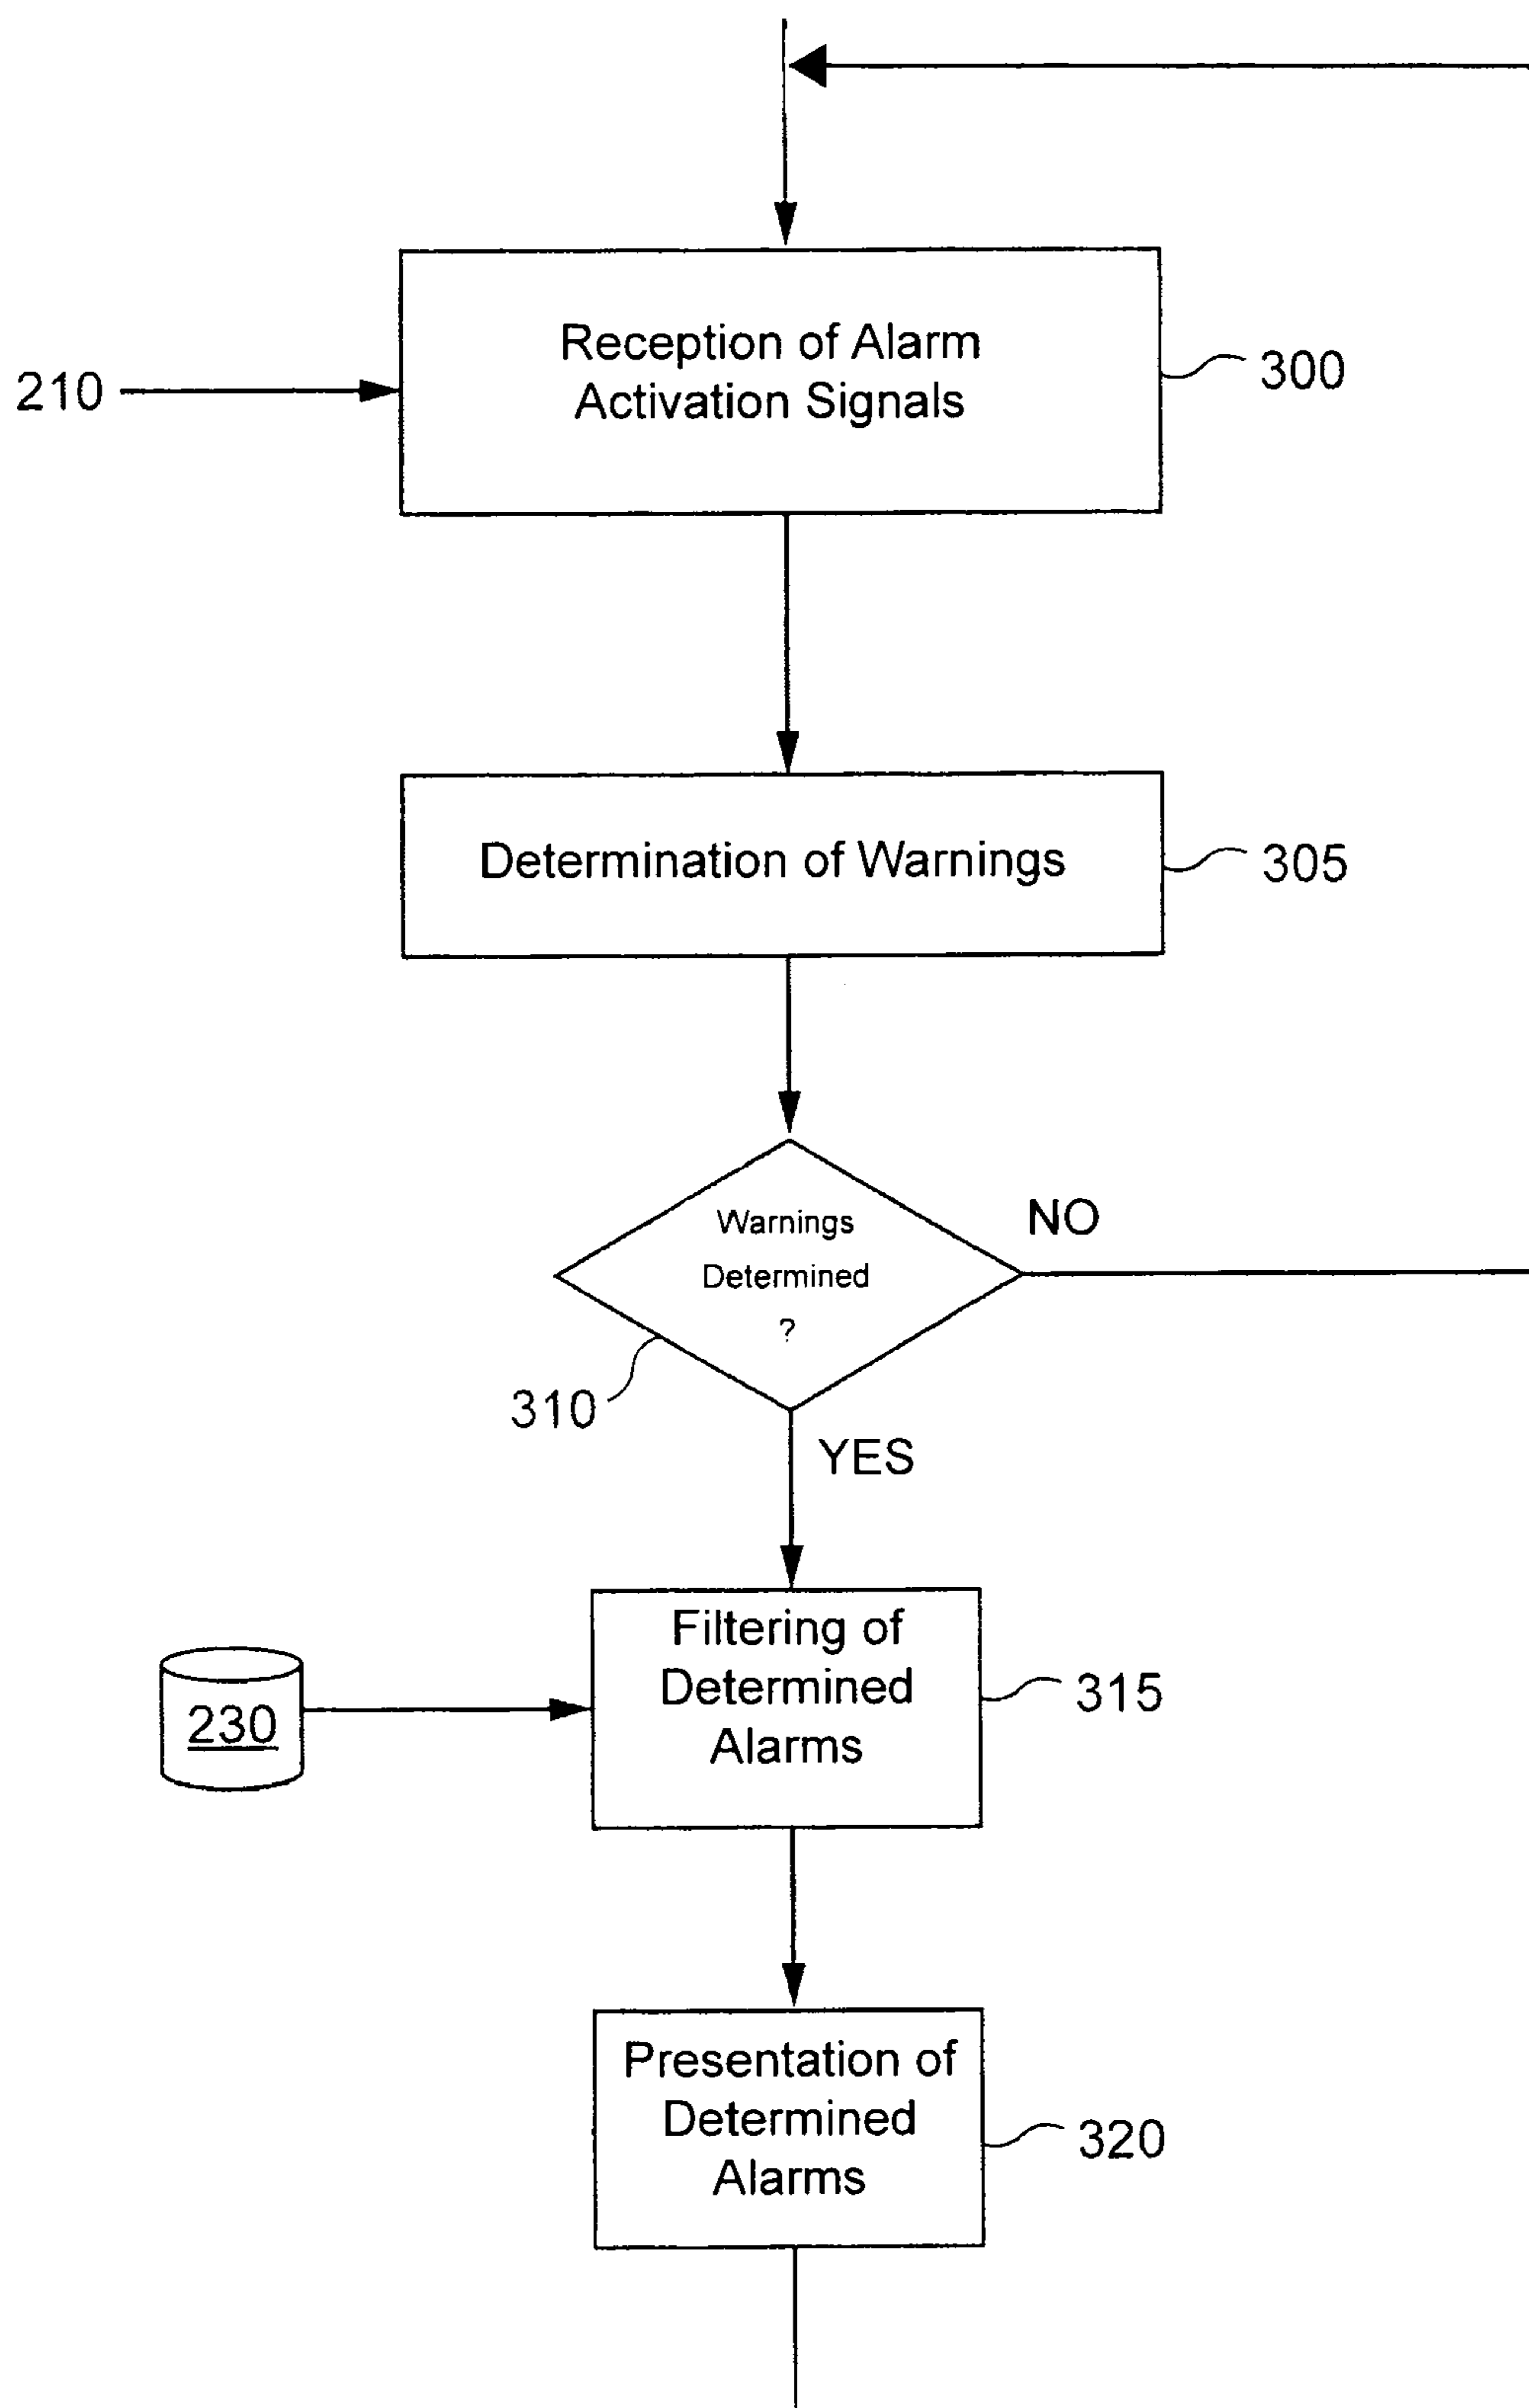 Reception of Alarm
Activation Signals
300
210
Determination of Warnings
305
Warnings
Determined
?
NO
310
YES
Filtering of
Determined
Alarms
315
230
Presentation of
Determined
Alarms
320